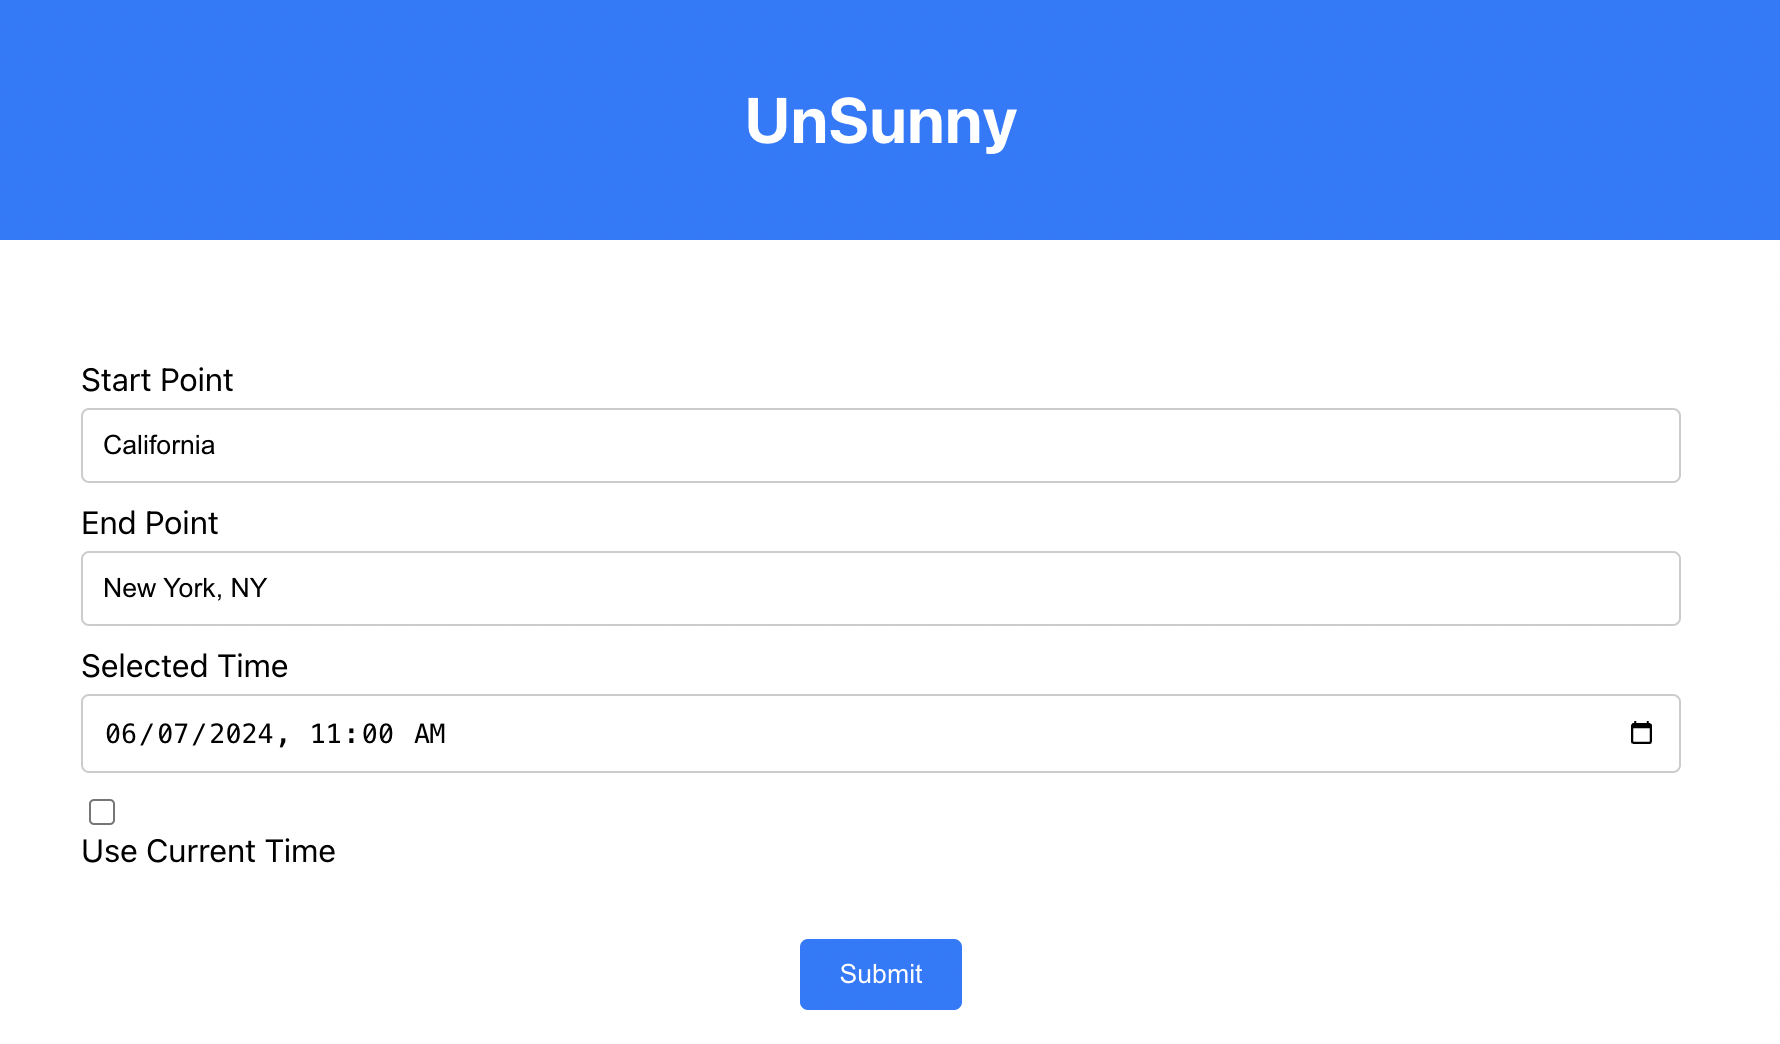 UnSunny
Start Point
California
End Point
New York, NY
Selected Time
06/07/2024, 11:00 AM
Use Current Time
Submit